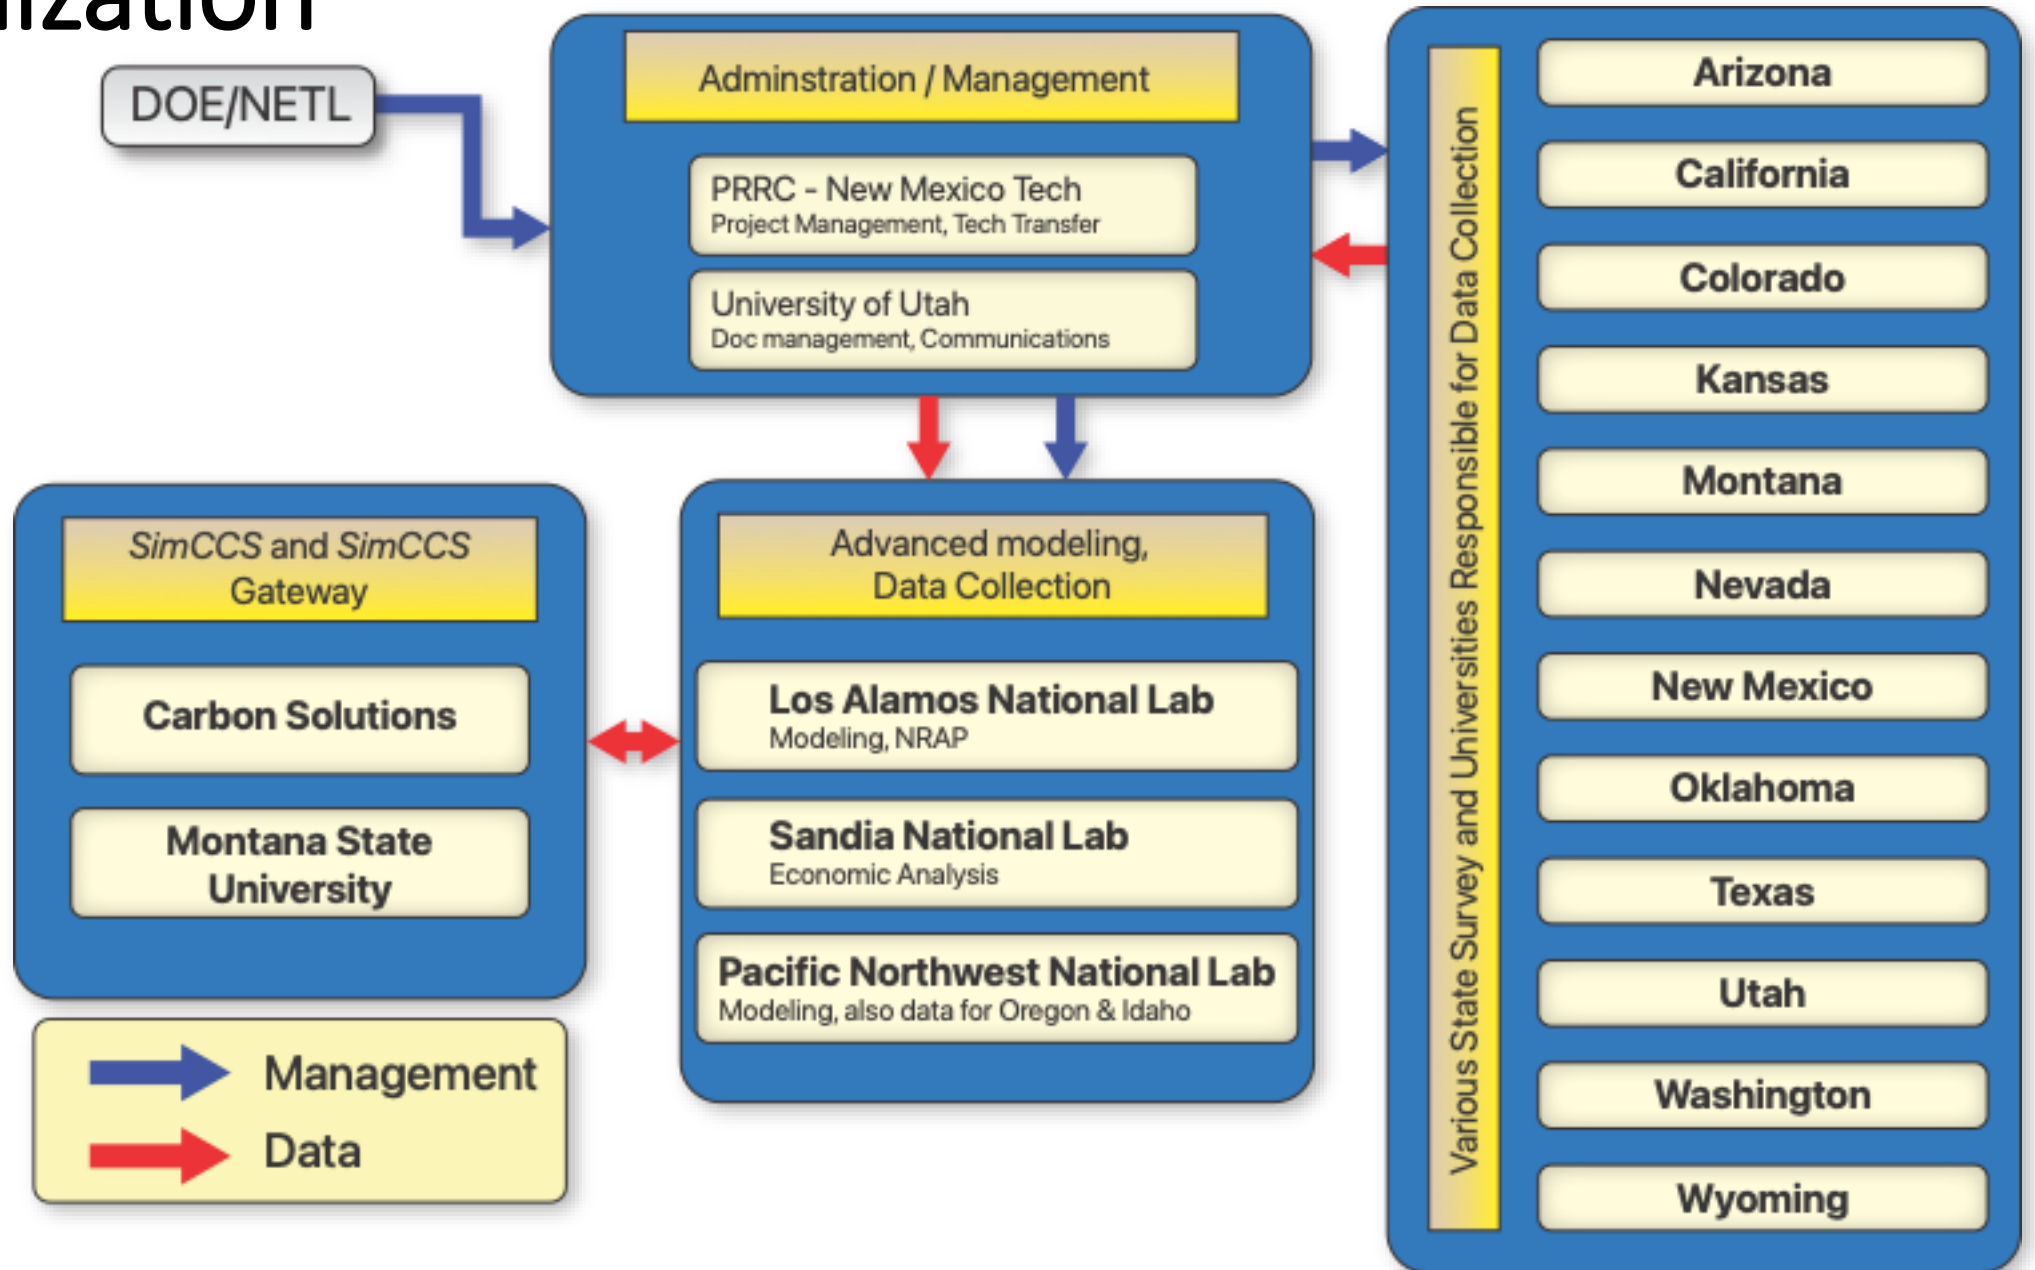 DOE/NETL
Adminstration / Management
PRRC - New Mexico Tech
Project Management, Tech Transfer
University of Utah
Doc management, Communications
SimCCS and SimCCS
Gateway
Carbon Solutions
Montana State
University
Advanced modeling,
Data Collection
Los Alamos National Lab
Modeling, NRAP
Sandia National Lab
Economic Analysis
Pacific Northwest National Lab
Modeling, also data for Oregon & Idaho
Management
Data
Various State Survey and Universities Responsible for Data Collection
Arizona
California
Colorado
Kansas
Montana
Nevada
New Mexico
Oklahoma
Texas
Utah
Washington
Wyoming